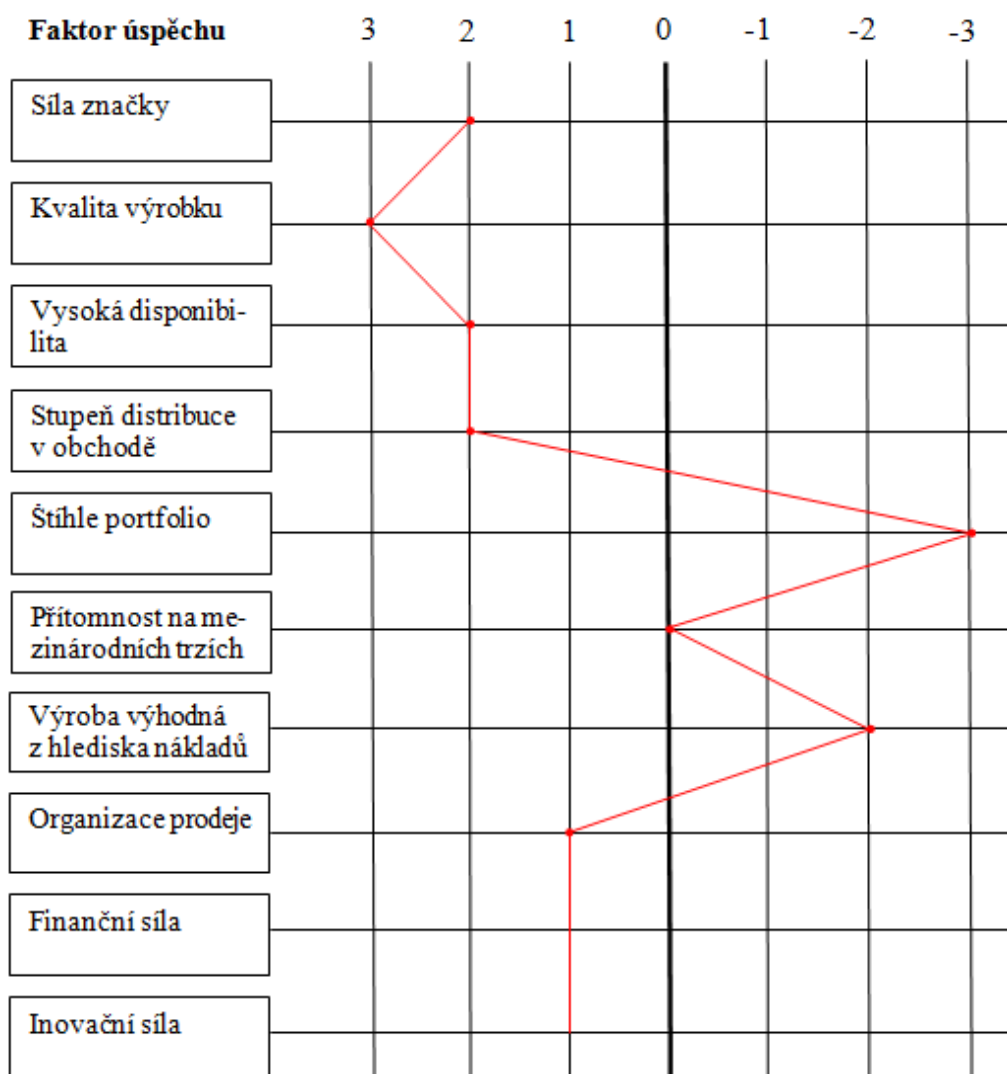 Faktor úspěchu 3 2 1 0 -1 -2 -3
Síla značky
Kvalita výrobku
Vysoká disponibi-
lita
Stupeň distribuce
v obchodě
Štíhle portfolio
Přítomnost na me-
zinárodních trzích
Výroba výhodná
z hlediska nákladů
Organizace prodeje
Finanční síla
Inovační síla